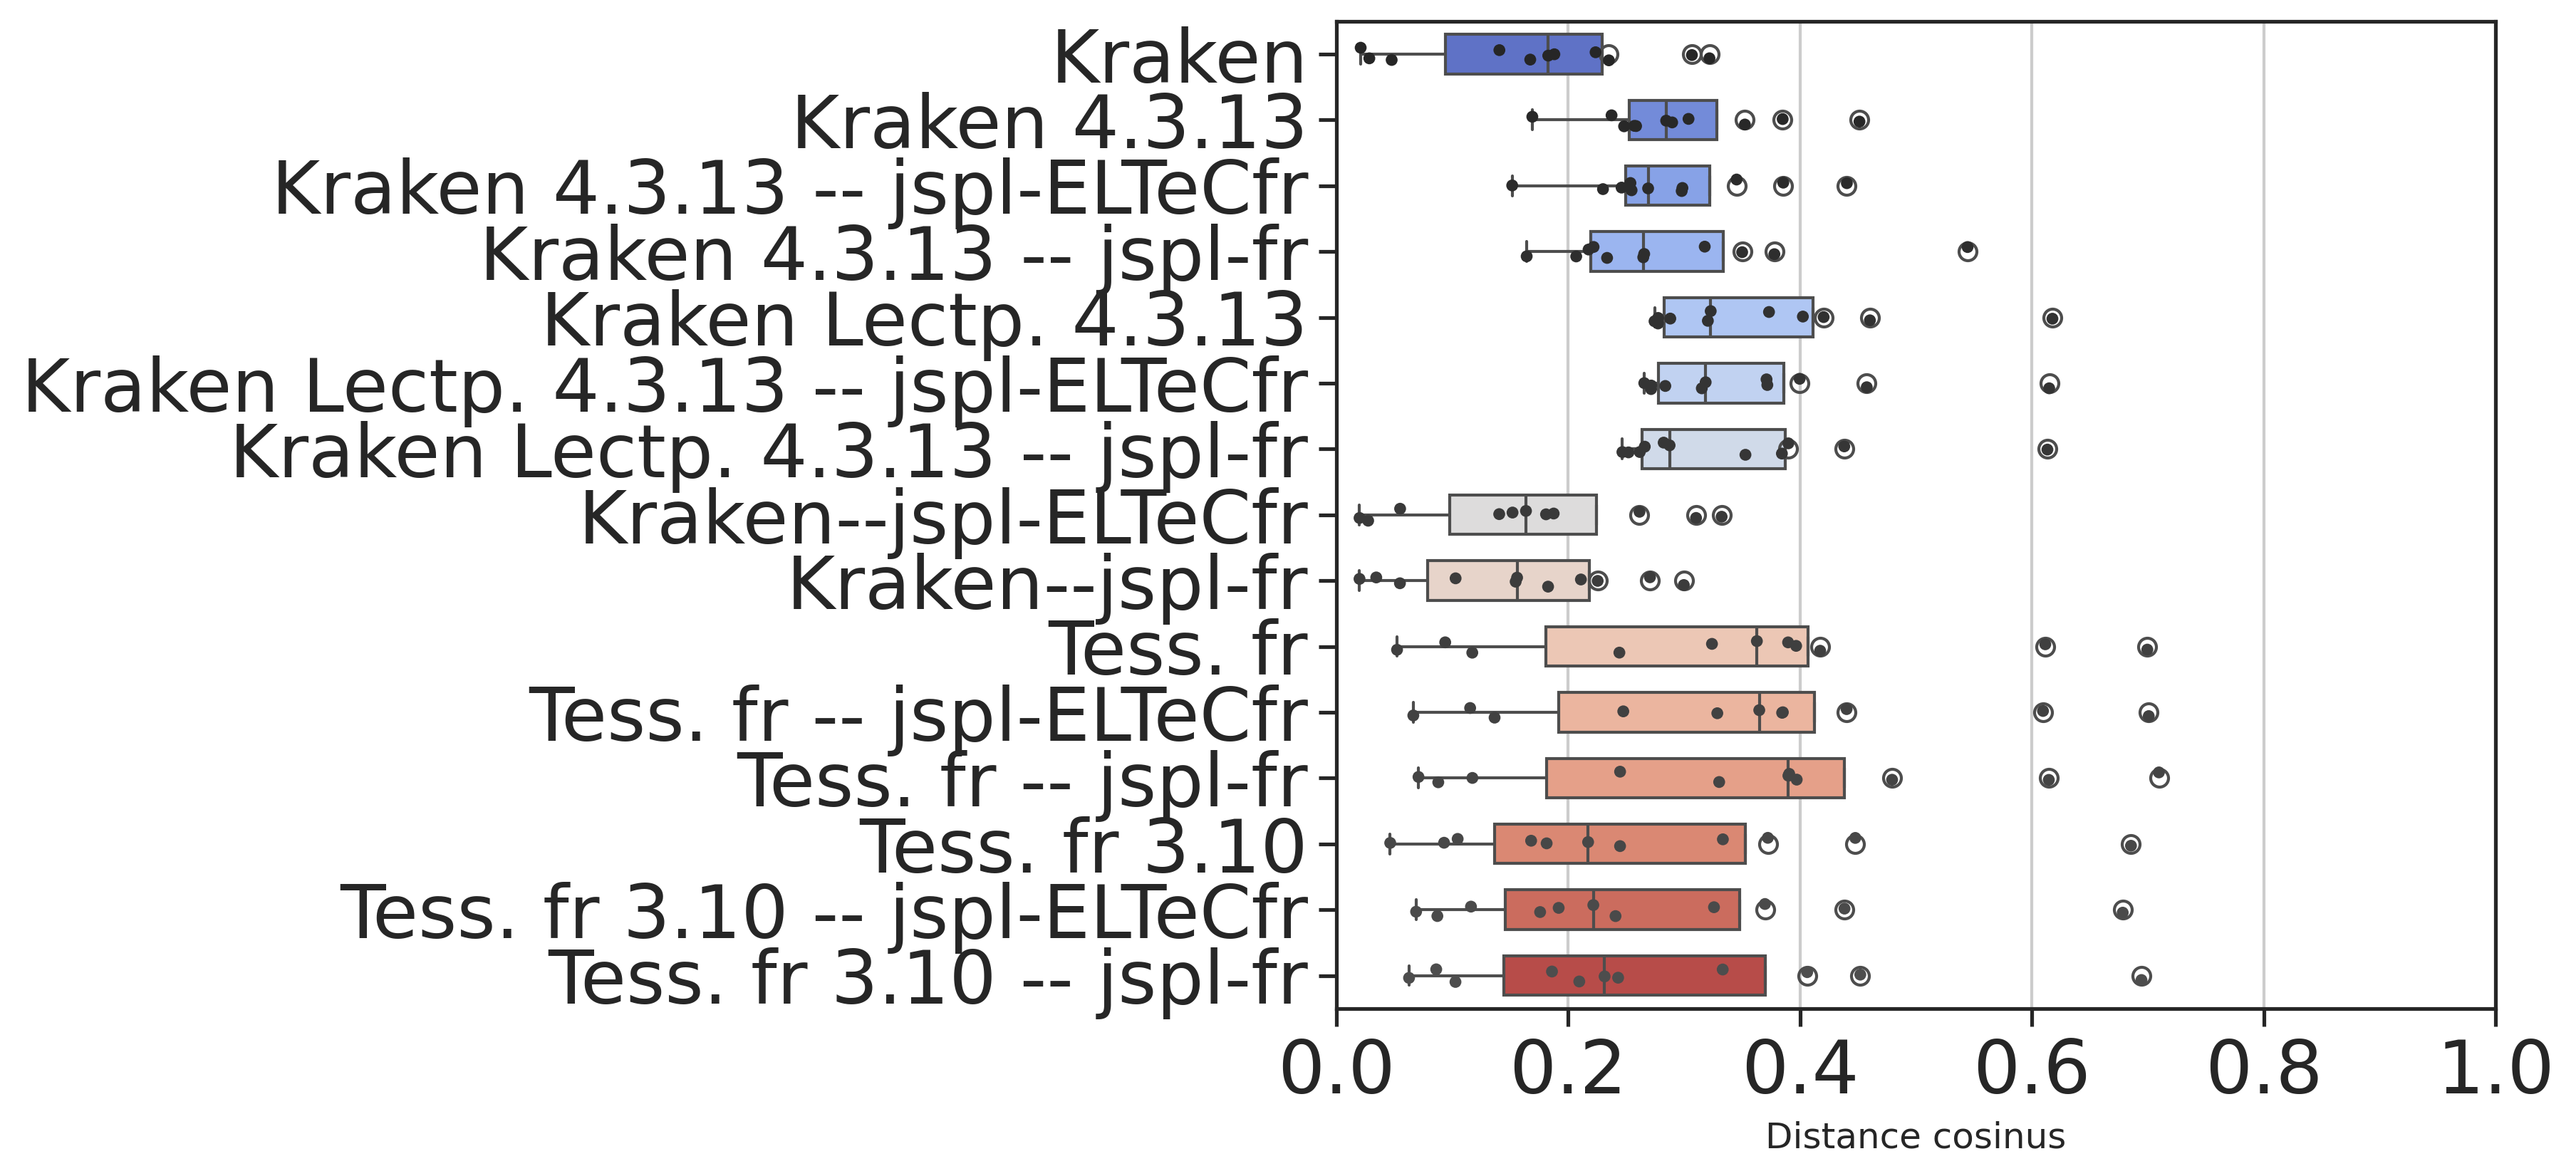 Kraken
Kraken 4.3.13
Kraken 4.3.13 -- jspl-ELTeCfr
Kraken 4.3.13 -- jspl-fr
Kraken Lectp. 4.3.13
Kraken Lectp. 4.3.13 -- jspl-ELTeCfr
Kraken Lectp. 4.3.13 -- jspl-fr
Kraken--jspl-ELTeCfr
Kraken--jspl-fr
Tess. fr
Tess. fr -- jspl-ELTeCfr
Tess. fr -- jspl-fr
Tess. fr 3.10
Tess. fr 3.10 -- jspl-ELTeCfr
Tess. fr 3.10 -- jspl-fr
0.0 0.2 0.4 0.6 0.8 1.0
Distance cosinus